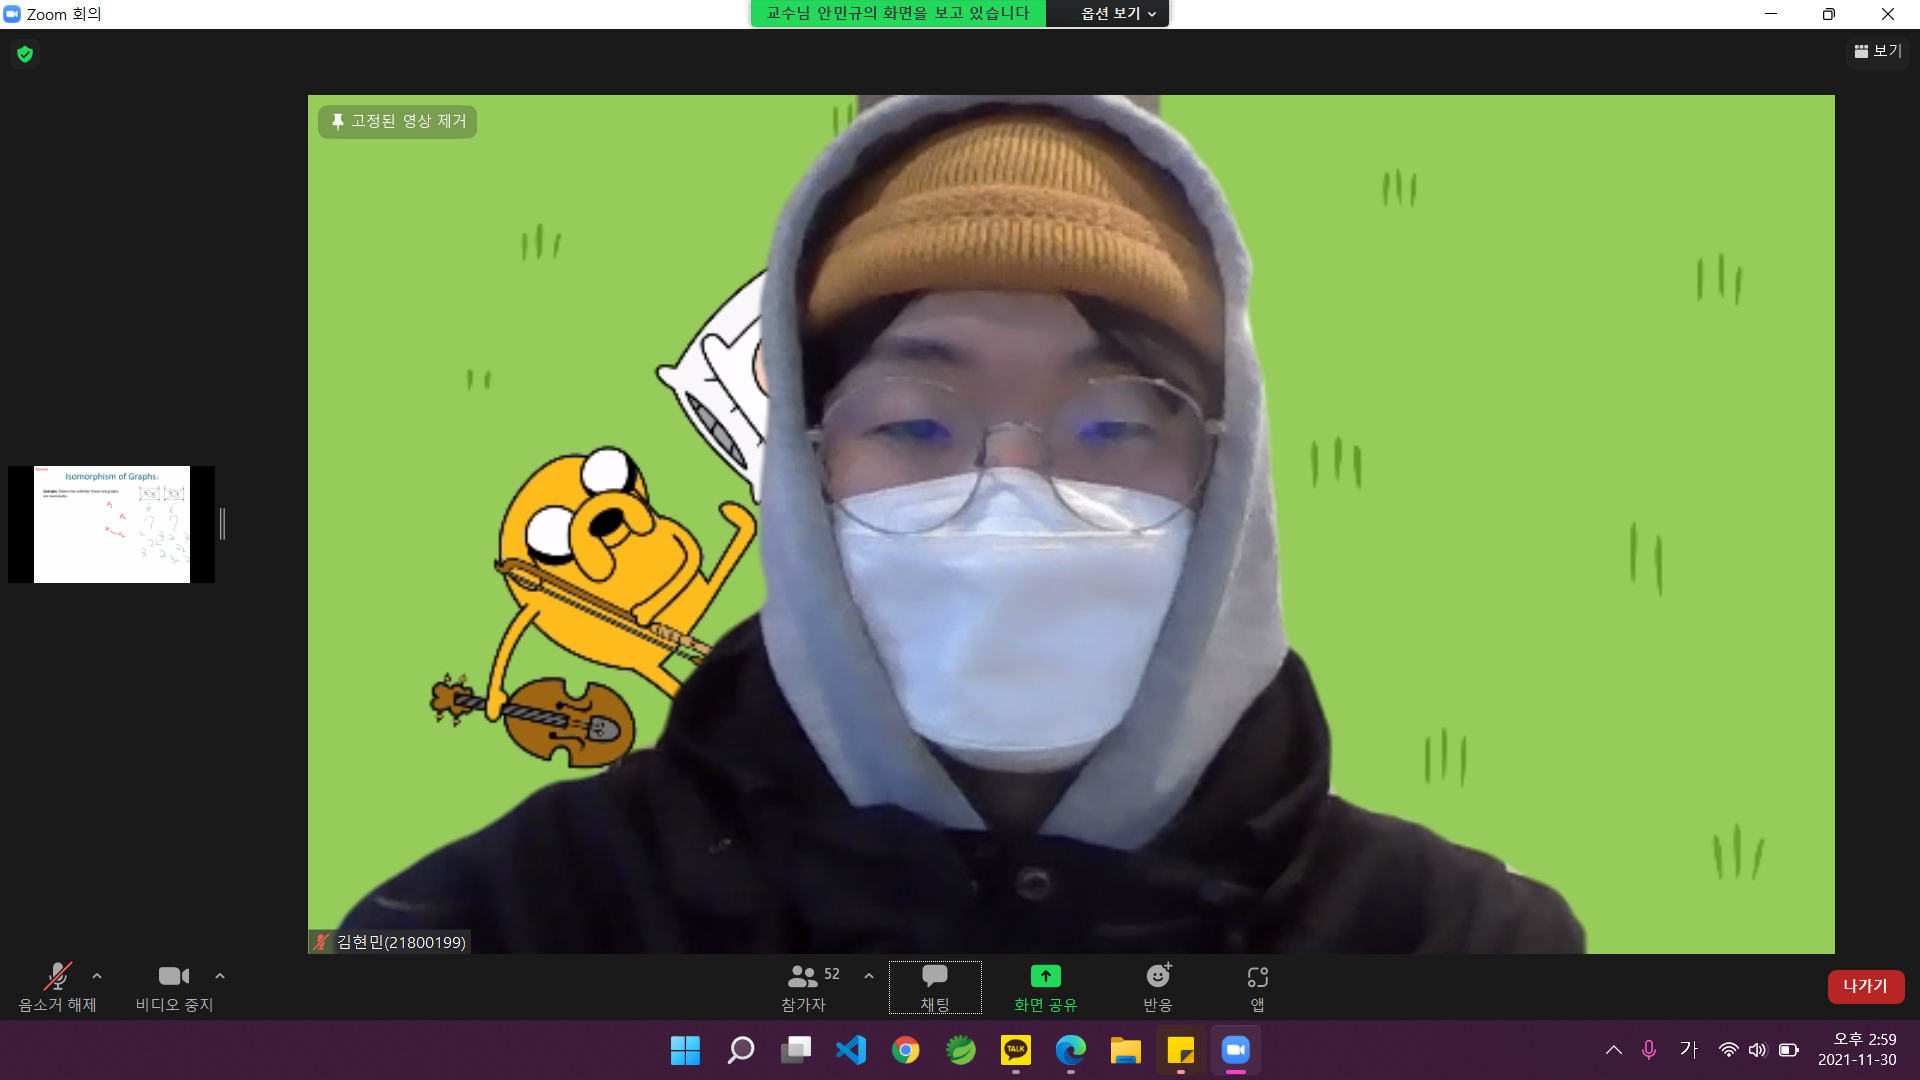 Zoom 회의
교수님 안민규의 화면을 보고 있습니다
옵션 보기
보기
고정된 영상 제거
Isomorphism of Graphs
김현민(21800199)
음소거 해제
비디오 중지
52
참가자
채팅
화면 공유
반응
앱
나가기
TALK
가
오후 2:59
2021-11-30